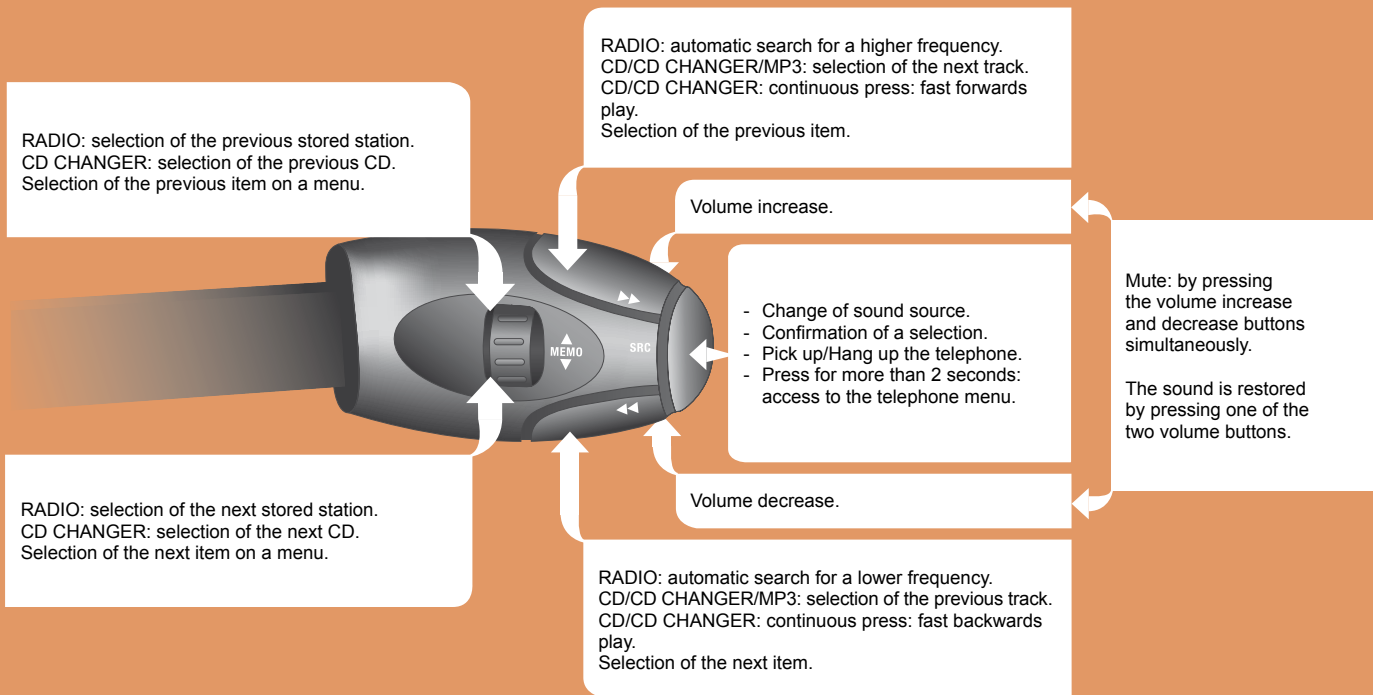 RADIO: automatic search for a higher frequency.
CD/CD CHANGER/MP3: selection of the next track.
CD/CD CHANGER: continuous press: fast forwards
play.
Selection of the previous item.
RADIO: selection of the previous stored station.
CD CHANGER: selection of the previous CD.
Selection of the previous item on a menu.
Volume increase.
- Change of sound source.
- Confirmation of a selection.
- Pick up/Hang up the telephone.
- Press for more than 2 seconds:
access to the telephone menu.
Mute: by pressing
the volume increase
and decrease buttons
simultaneously.
The sound is restored
by pressing one of the
two volume buttons.
MEMO
SRC
Volume decrease.
RADIO: selection of the next stored station.
CD CHANGER: selection of the next CD.
Selection of the next item on a menu.
RADIO: automatic search for a lower frequency.
CD/CD CHANGER/MP3: selection of the previous track.
CD/CD CHANGER: continuous press: fast backwards
play.
Selection of the next item.